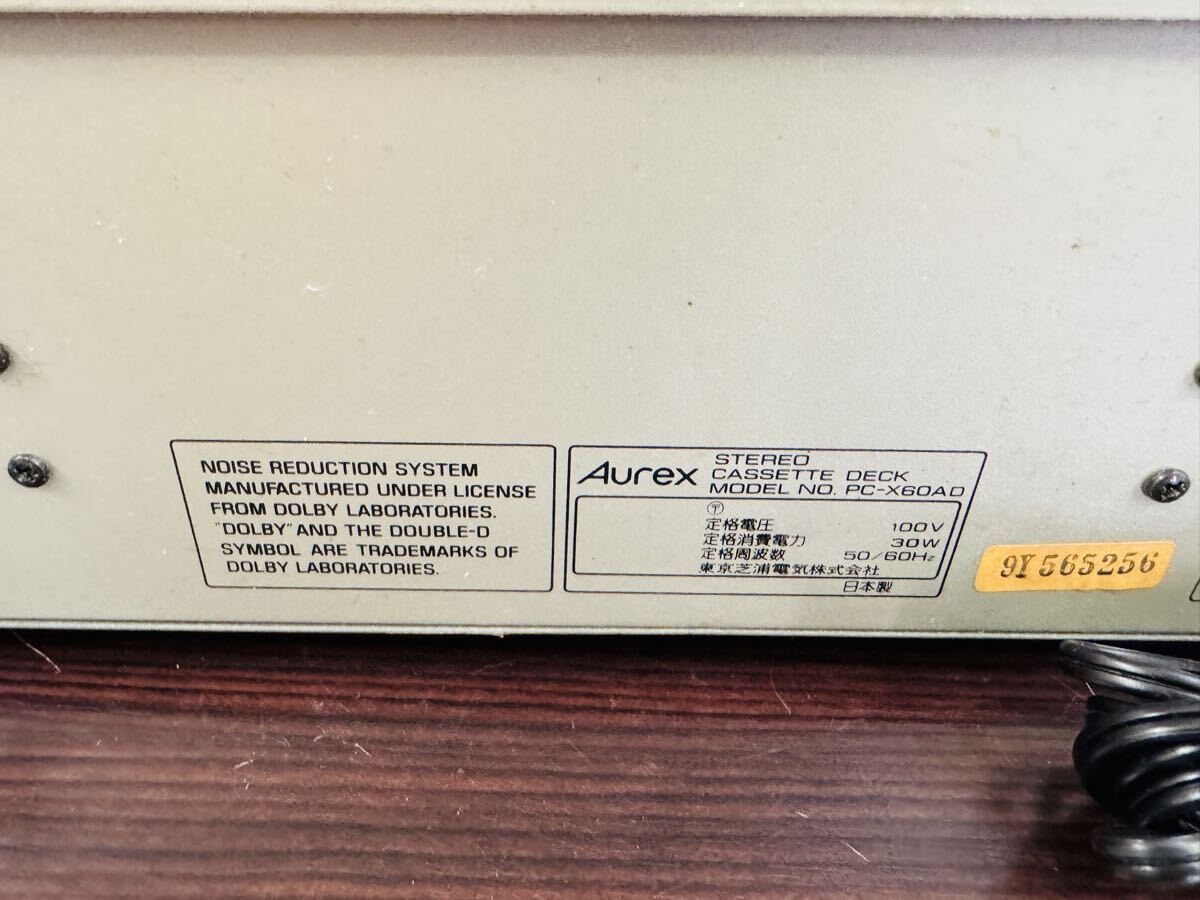 NOISE REDUCTION SYSTEM
MANUFACTURED UNDER LICENSE
FROM DOLBY LABORATORIES.
"DOLBY" AND THE DOUBLE-D
SYMBOL ARE TRADEMARKS OF
DOLBY LABORATORIES.
Aurex
STEREO
CASSETTE DECK
MODEL NO. PC-X60AD
〒
定格電圧 100V
定格消費電力 30W
定格周波数 50/60Hz
東京芝浦電気株式会社
日本製
9Y 565256